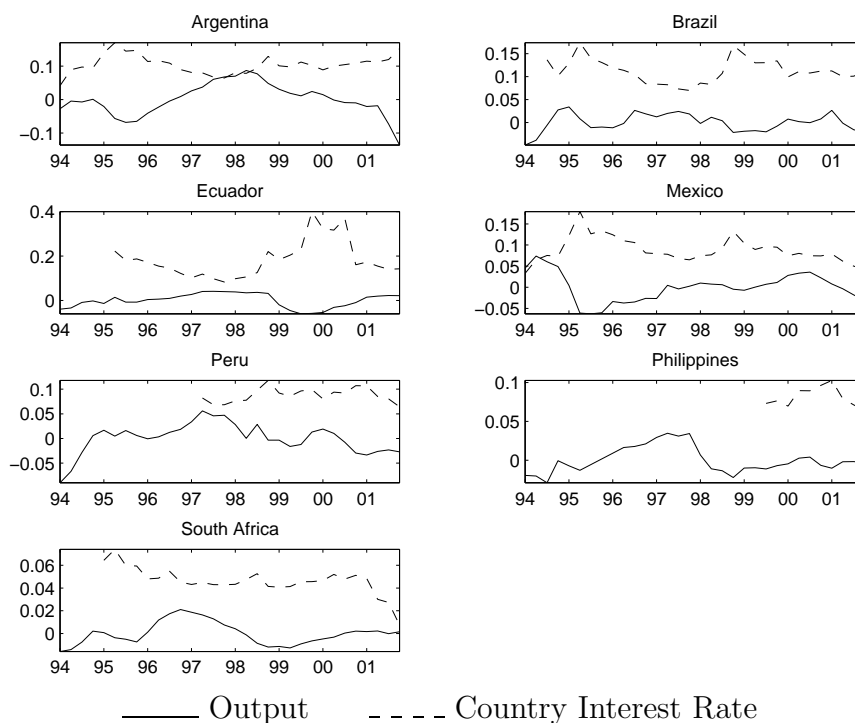 Argentina
0.1
0
−0.1
94 95 96 97 98 99 00 01
Brazil
0.15
0.1
0.05
0
94 95 96 97 98 99 00 01
Ecuador
0.4
0.2
0
94 95 96 97 98 99 00 01
Mexico
0.15
0.1
0.05
0
−0.05
94 95 96 97 98 99 00 01
Peru
0.1
0.05
0
−0.05
94 95 96 97 98 99 00 01
Philippines
0.1
0.05
0
94 95 96 97 98 99 00 01
South Africa
0.06
0.04
0.02
0
94 95 96 97 98 99 00 01
Output Country Interest Rate